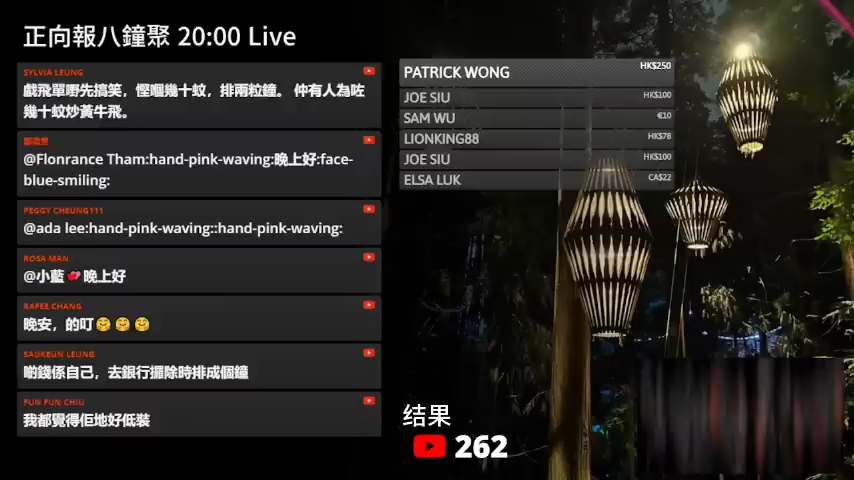 正向報八鐘聚 20:00 Live
SYLVIA LEUNG
戲飛單嘢先搞笑，慳嗰幾十蚊，排兩粒鐘。 仲有人為咗
幾十蚊炒黃牛飛。
@Flonrance Tham:hand-pink-waving:晚上好:face-
blue-smiling:
PEGGY CHEUNG111
@ada lee:hand-pink-waving::hand-pink-waving:
ROSA MAN
@小藍💕晚上好
RAPEE CHANG
晚安，的叮🤗🤗🤗
SAUKEUN LEUNG
啲錢係自己，去銀行攞除時排成個鐘
FUN FUN CHIU
我都覺得佢地好低裝
PATRICK WONG HK$250
JOE SIU HK$100
SAM WU €10
LIONKING88 HK$78
JOE SIU HK$100
ELSA LUK CA$22
结果
262